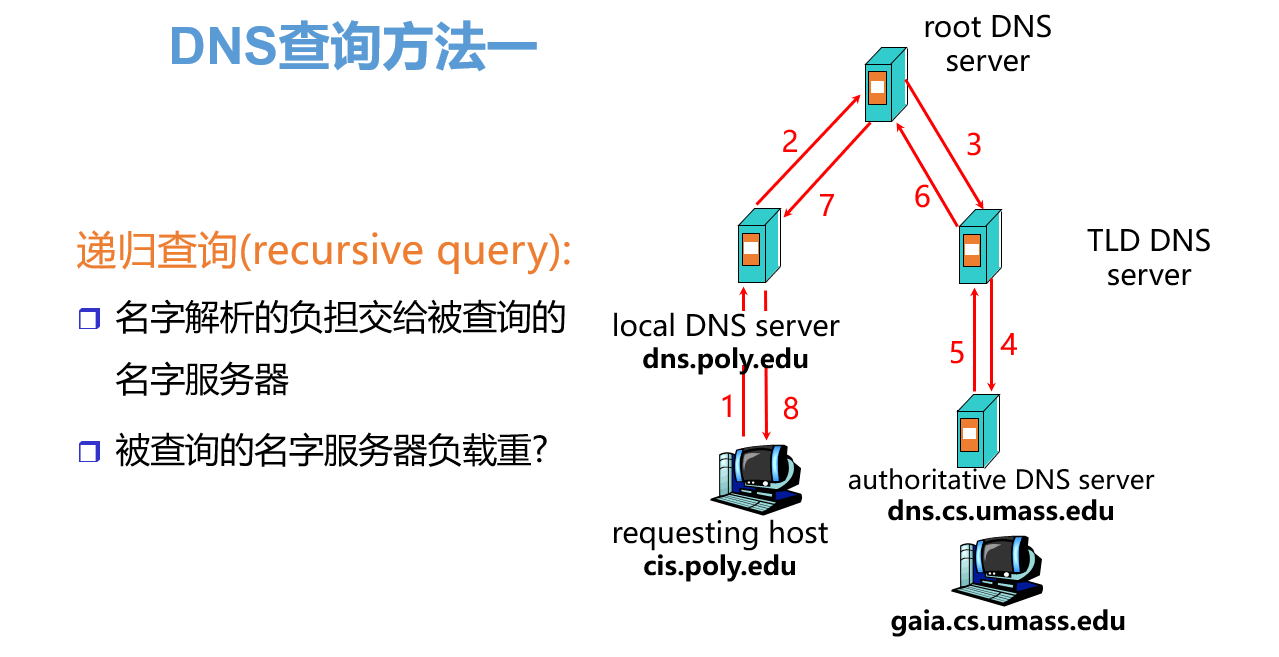 DNS查询方法一
递归查询(recursive query):
名字解析的负担交给被查询的
名字服务器
被查询的名字服务器负载重?
root DNS
server
2
3
7
6
TLD DNS
server
local DNS server
dns.poly.edu
5
4
1
8
authoritative DNS server
dns.cs.umass.edu
requesting host
cis.poly.edu
gaia.cs.umass.edu